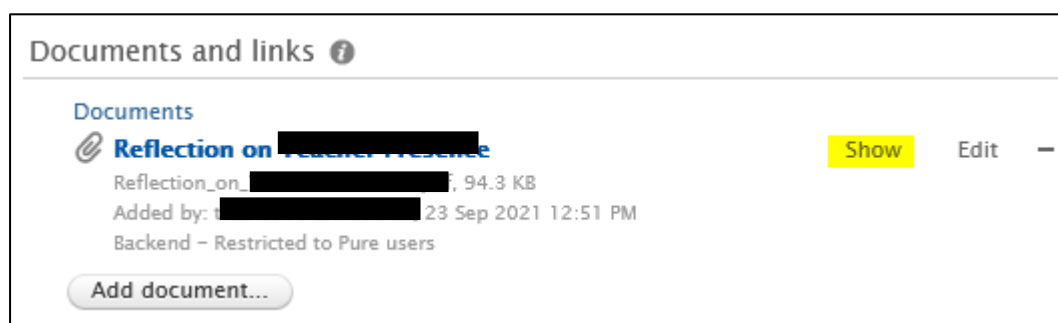 Documents and links
Documents
Reflection on
Show Edit –
Reflection_on_ , 94.3 KB
Added by: t 23 Sep 2021 12:51 PM
Backend – Restricted to Pure users
Add document...